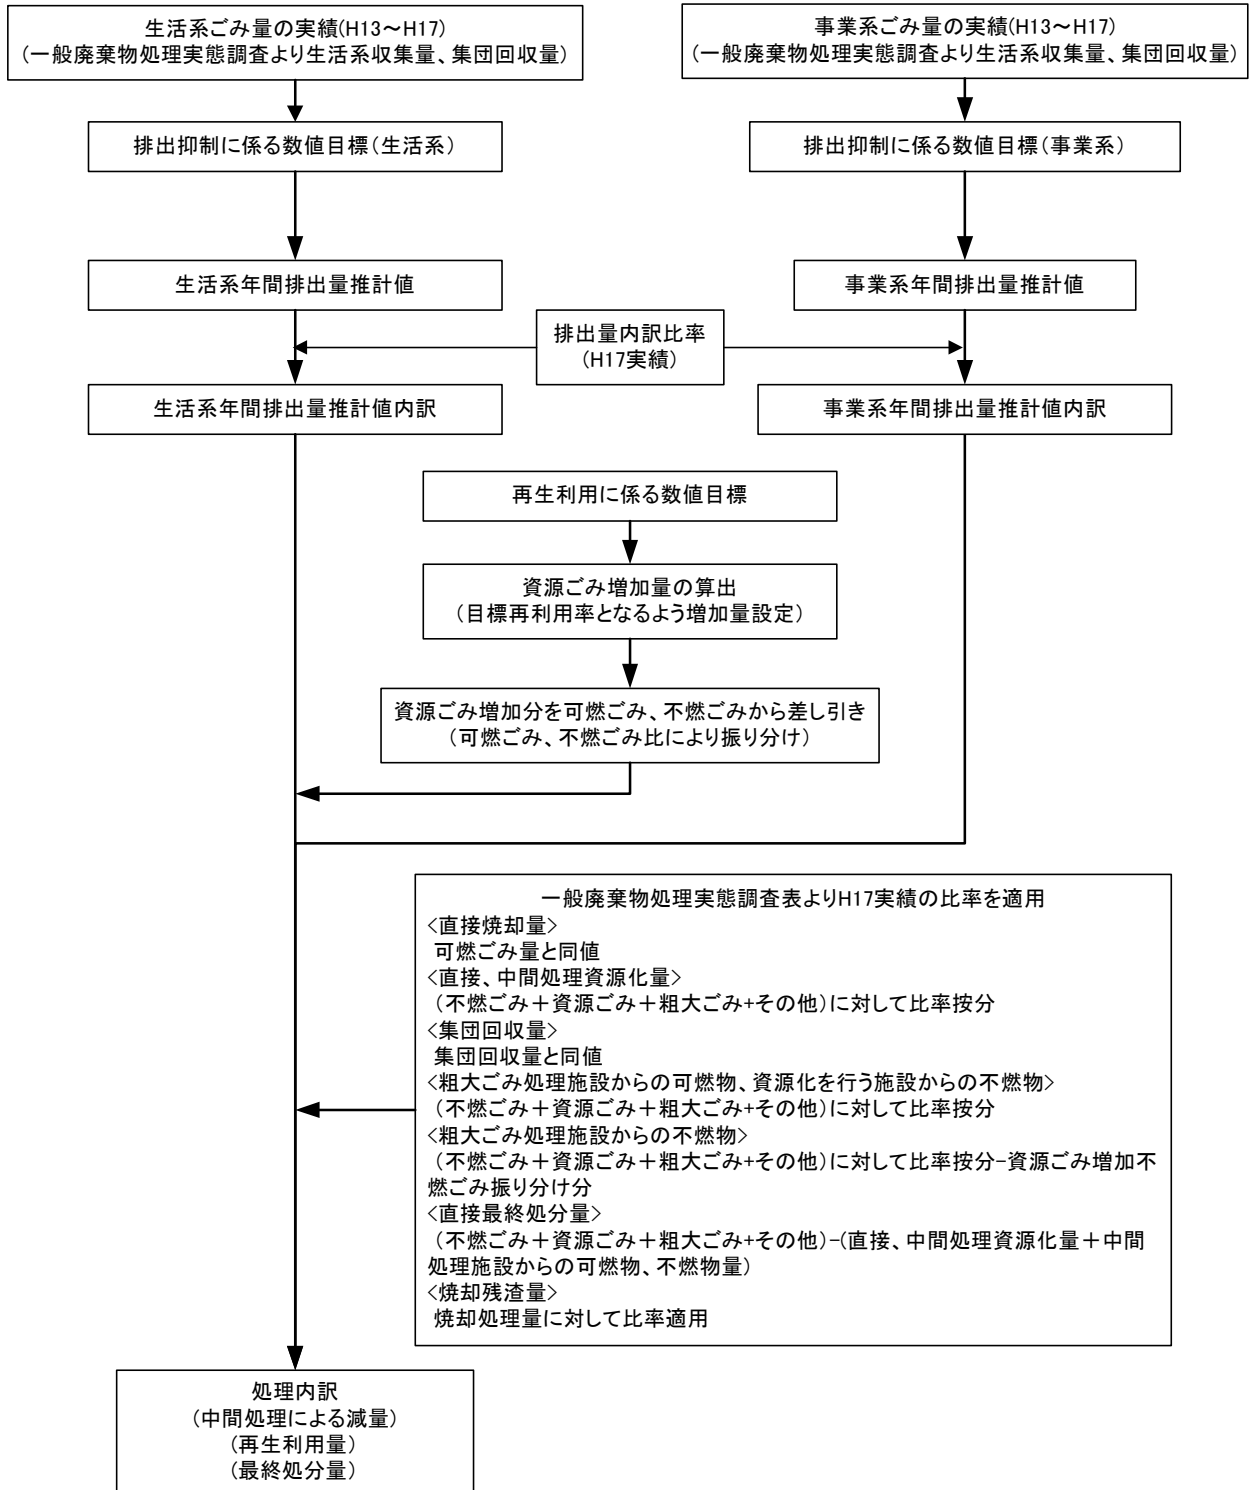 生活系ごみ量の実績(H13～H17)
(一般廃棄物処理実態調査より生活系収集量、集団回収量)
事業系ごみ量の実績(H13～H17)
(一般廃棄物処理実態調査より生活系収集量、集団回収量)
排出抑制に係る数値目標(生活系)
排出抑制に係る数値目標(事業系)
生活系年間排出量推計値
事業系年間排出量推計値
排出量内訳比率
(H17実績)
生活系年間排出量推計値内訳
事業系年間排出量推計値内訳
再生利用に係る数値目標
資源ごみ増加量の算出
(目標再利用率となるよう増加量設定)
資源ごみ増加分を可燃ごみ、不燃ごみから差し引き
(可燃ごみ、不燃ごみ比により振り分け)
一般廃棄物処理実態調査表よりH17実績の比率を適用
<直接焼却量>
可燃ごみ量と同値
<直接、中間処理資源化量>
(不燃ごみ＋資源ごみ＋粗大ごみ+その他)に対して比率按分
<集団回収量>
集団回収量と同値
<粗大ごみ処理施設からの可燃物、資源化を行う施設からの不燃物>
(不燃ごみ＋資源ごみ＋粗大ごみ+その他)に対して比率按分
<粗大ごみ処理施設からの不燃物>
(不燃ごみ＋資源ごみ＋粗大ごみ+その他)に対して比率按分-資源ごみ増加不
燃ごみ振り分け分
<直接最終処分量>
(不燃ごみ＋資源ごみ＋粗大ごみ+その他)-(直接、中間処理資源化量＋中間
処理施設からの可燃物、不燃物量)
<焼却残渣量>
焼却処理量に対して比率適用
処理内訳
(中間処理による減量)
(再生利用量)
(最終処分量)